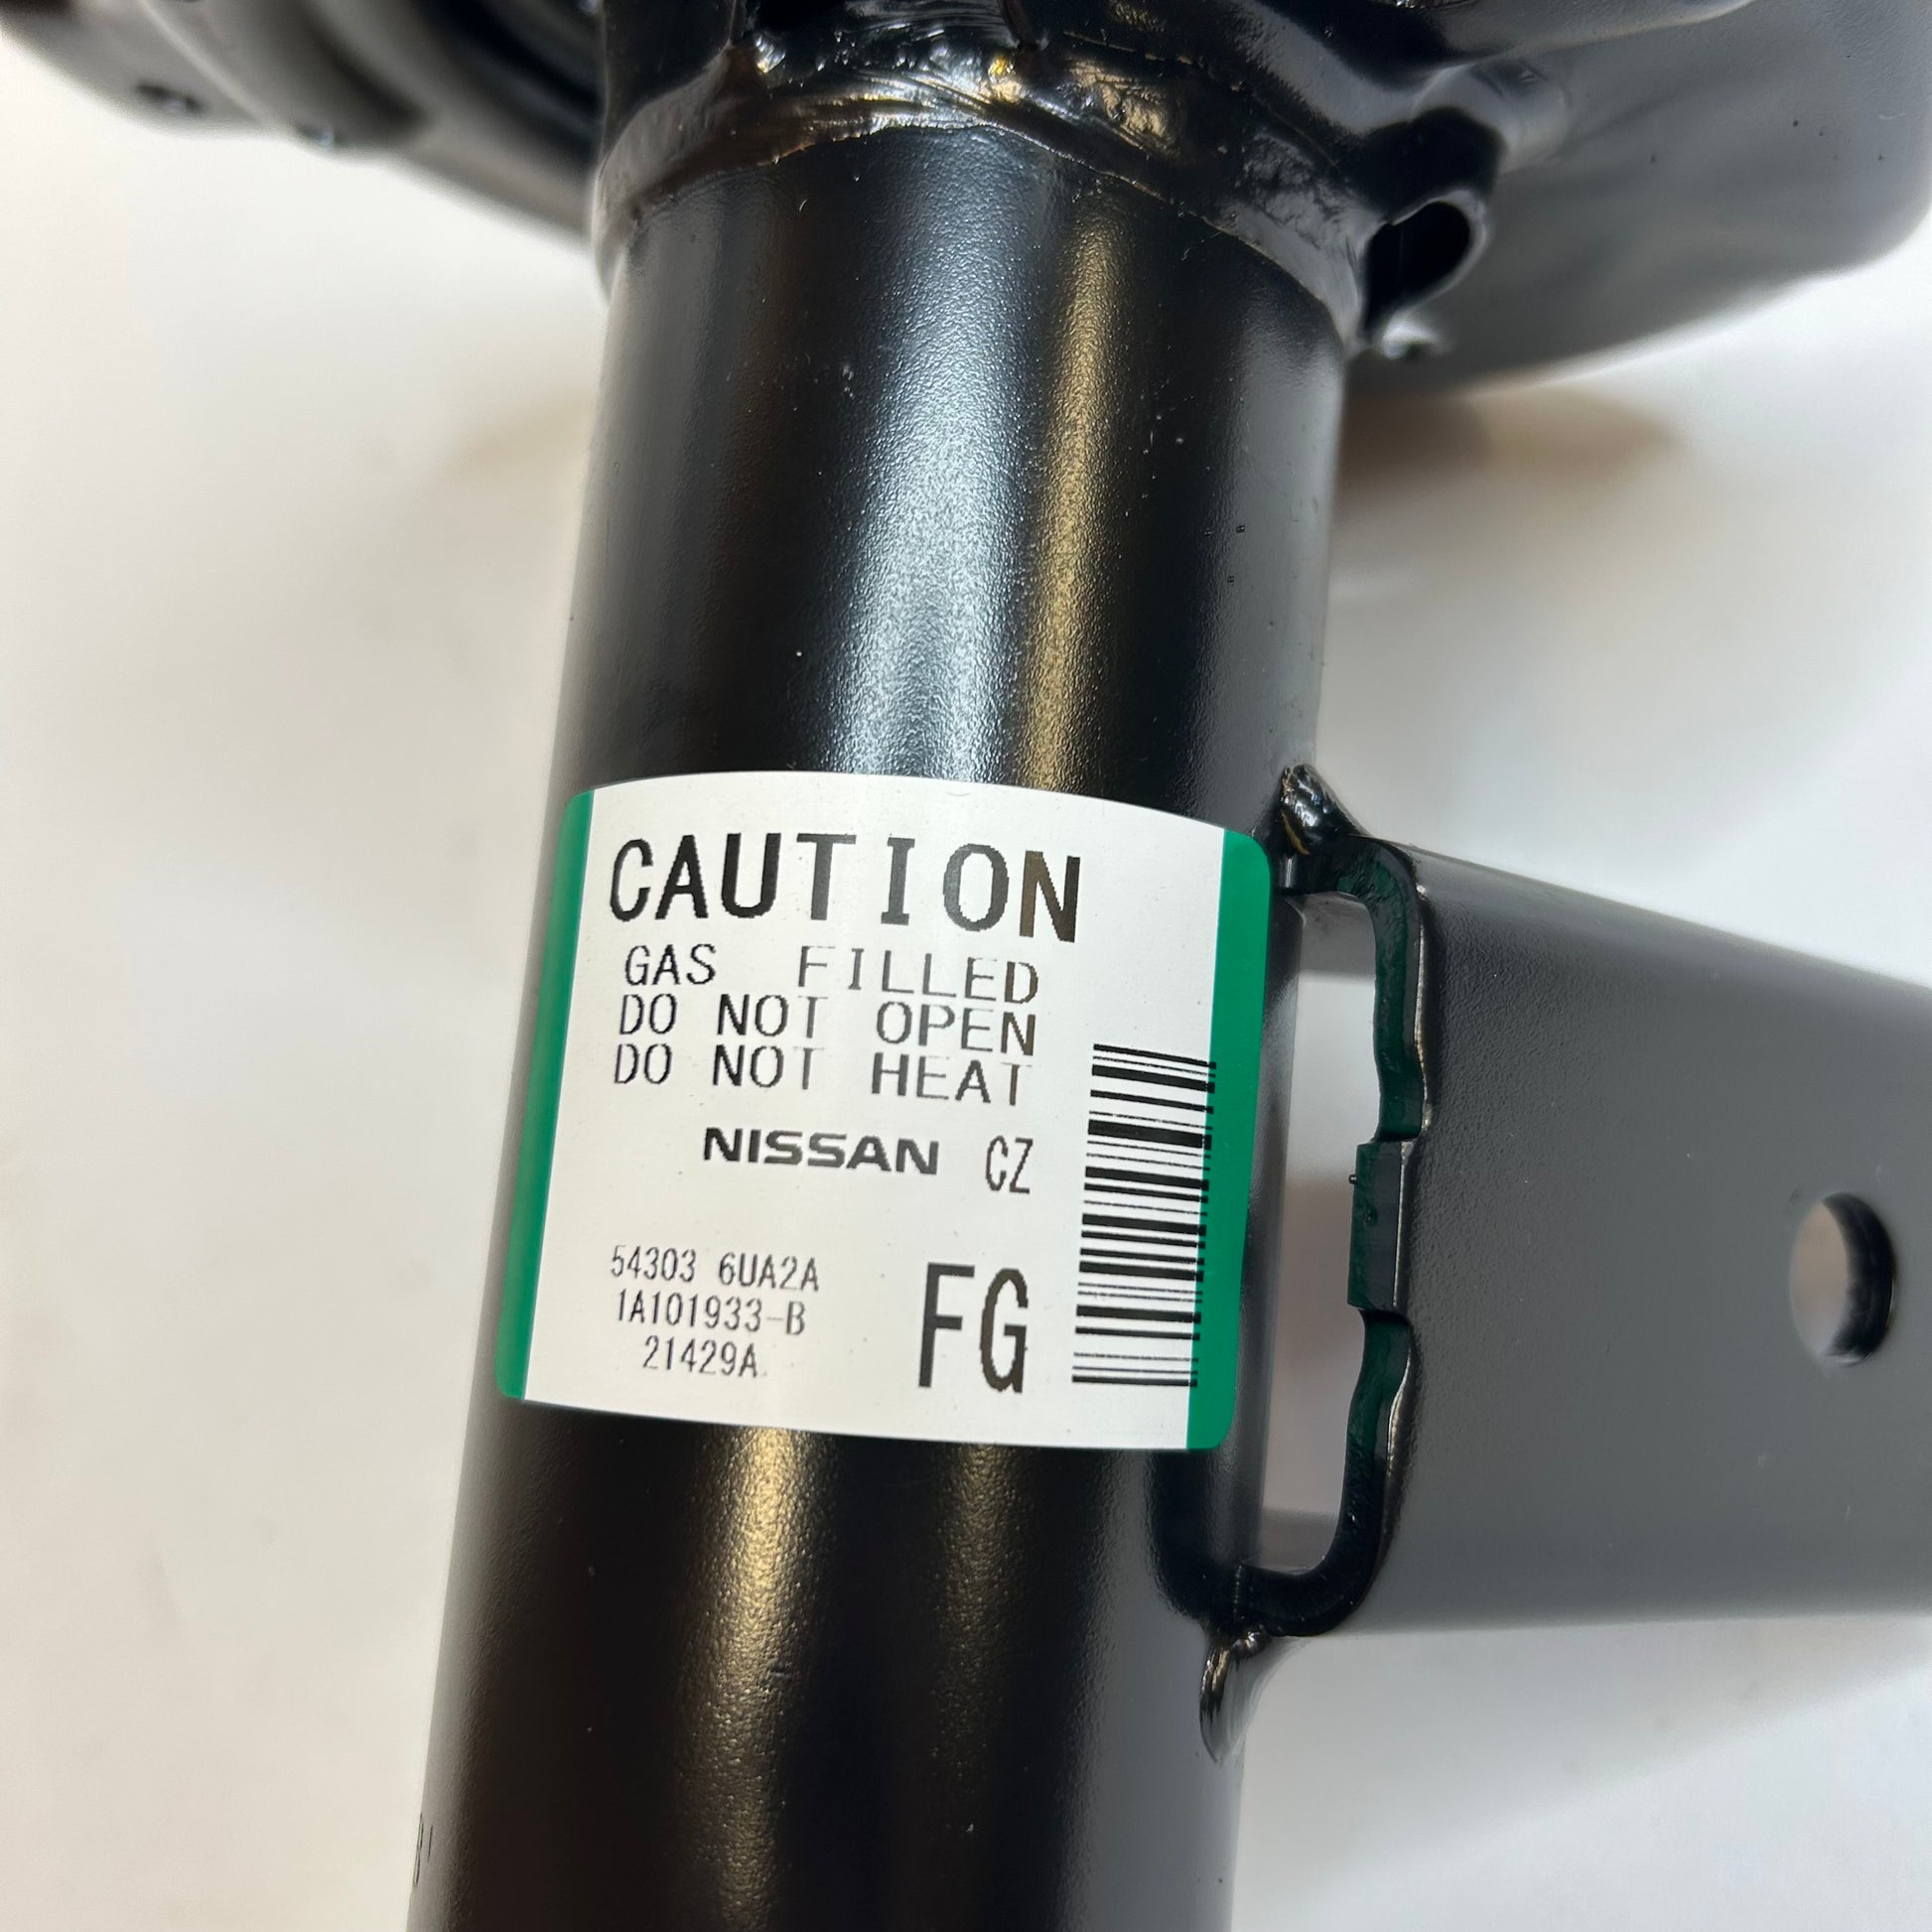 CAUTION
GAS FILLED
DO NOT OPEN
DO NOT HEAT
NISSAN CZ
54303 6UA2A
1A101933-B
21429A
FG